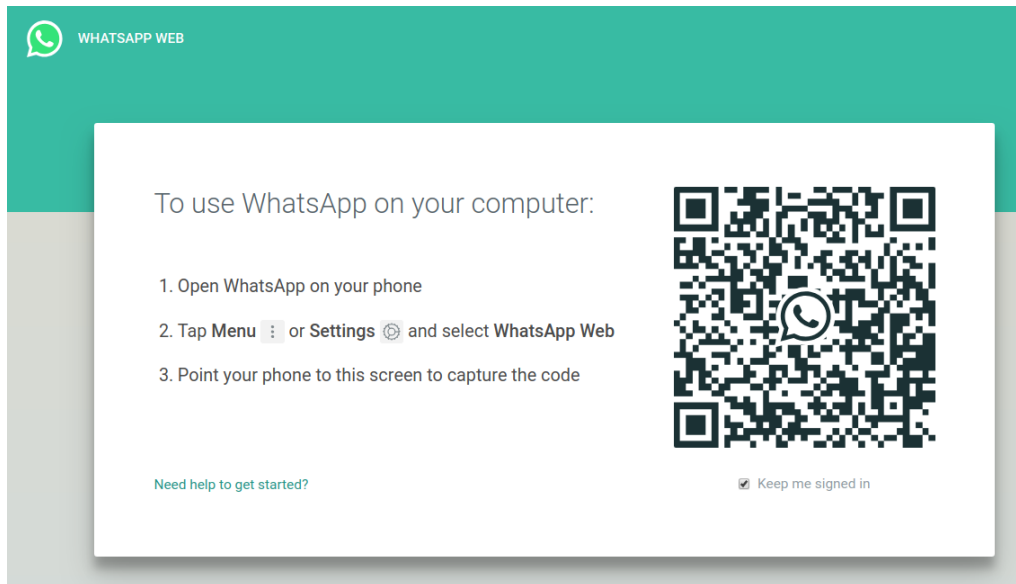 WHATSAPP WEB
To use WhatsApp on your computer:
1. Open WhatsApp on your phone
2. Tap Menu or Settings and select WhatsApp Web
3. Point your phone to this screen to capture the code
Need help to get started?
Keep me signed in